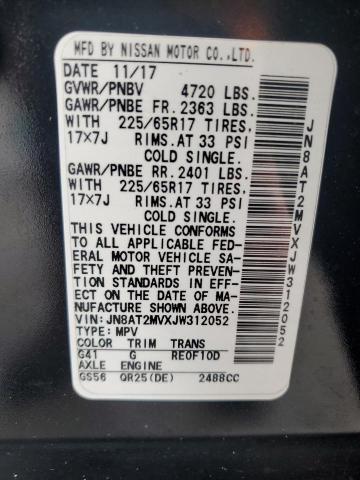 MFD BY NISSAN MOTOR CO.,LTD.
DATE 11/17
GVWR/PNBV 4720 LBS.
GAWR/PNBE FR. 2363 LBS.
WITH 225/65R17 TIRES.
17×7J RIMS.AT 33 PSI
COLD SINGLE.
GAWR/PNBE RR. 2401 LBS.
WITH 225/65R17 TIRES.
17×7J RIMS.AT 33 PSI
COLD SINGLE.
THIS VEHICLE CONFORMS
TO ALL APPLICABLE FED-
ERAL MOTOR VEHICLE SA-
FETY AND THEFT PREVEN-
TION STANDARDS IN EFF-
ECT ON THE DATE OF MA-
NUFACTURE SHOWN ABOVE
VIN:JN8AT2MVXJW312052
TYPE:MPV
COLOR TRIM TRANS
G41 G RE0F10D
AXLE ENGINE
GS56 QR25(DE) 2488CC
JN8AT2MVXJW312052